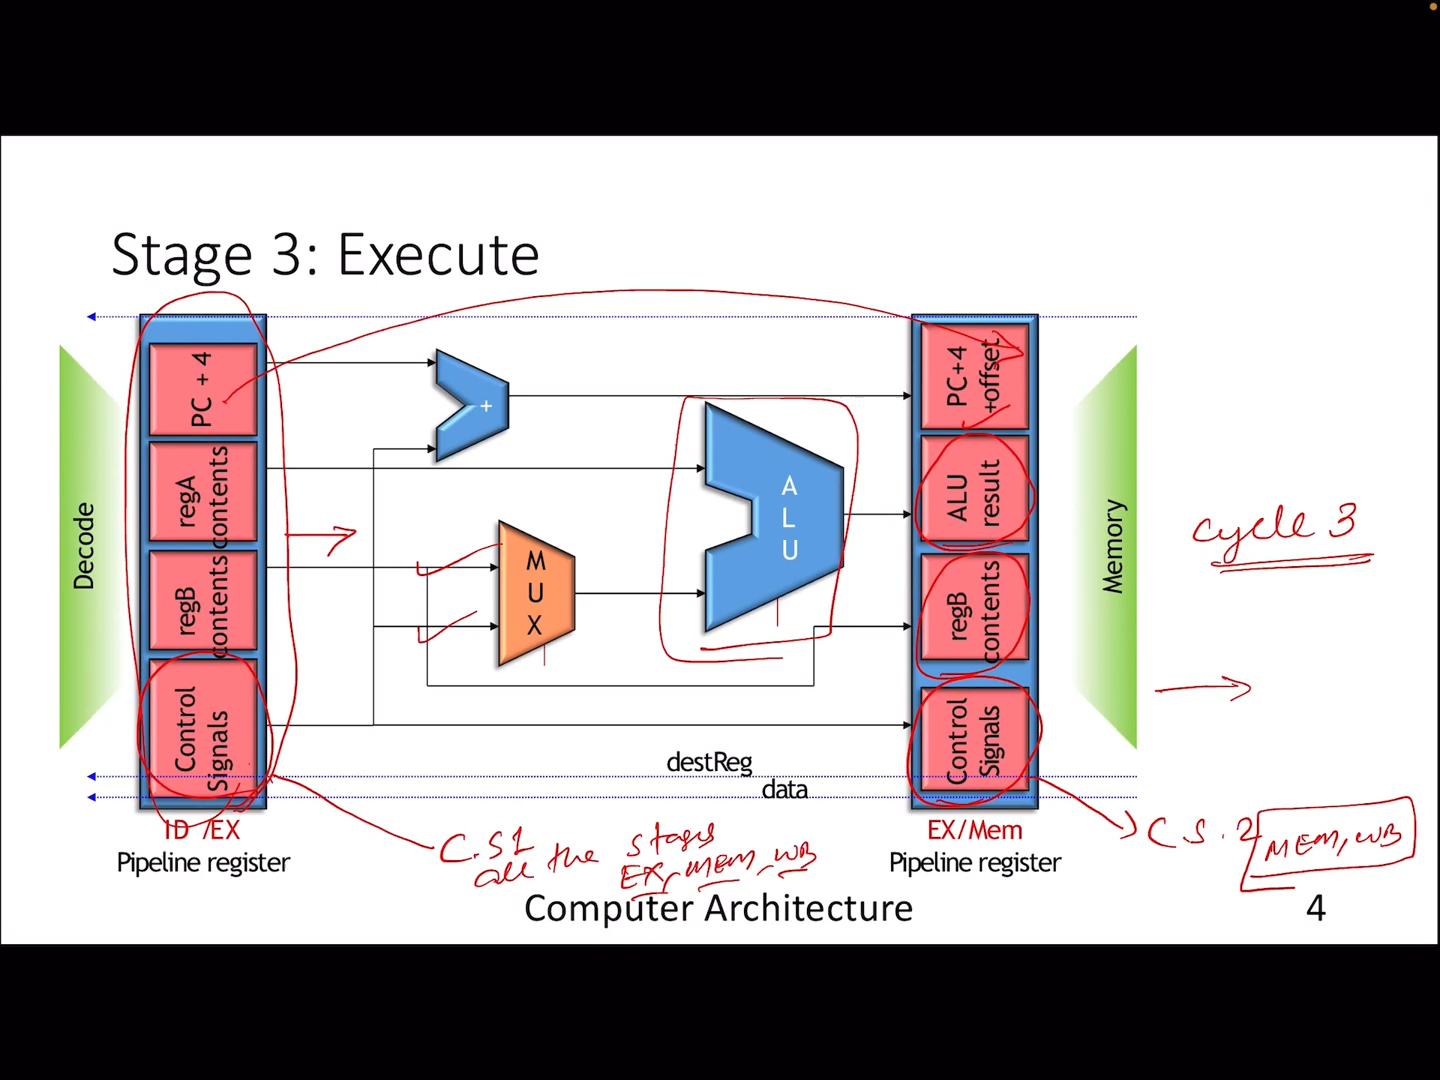 Stage 3: Execute
Decode
PC + 4
regA
contents
regB
contents
Control
Signals
ID /EX
Pipeline register
+
M
U
X
A
L
U
destReg
data
PC+4
+offset
ALU
result
regB
contents
Control
Signals
EX/Mem
Pipeline register
Memory
cycle 3
C.S1
all the stages
EX, MEM, WB
C.S.2
MEM, WB
Computer Architecture
4